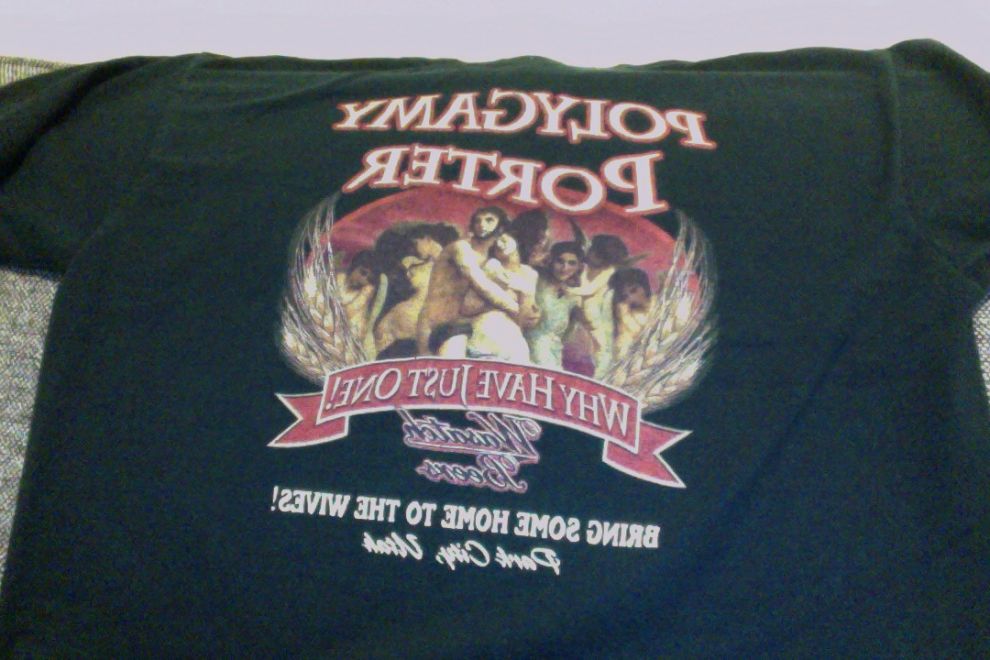 POLYGAMY
PORTER
WHY HAVE JUST ONE!
Wasatch
Beers
BRING SOME HOME TO THE WIVES!
Park City, Utah